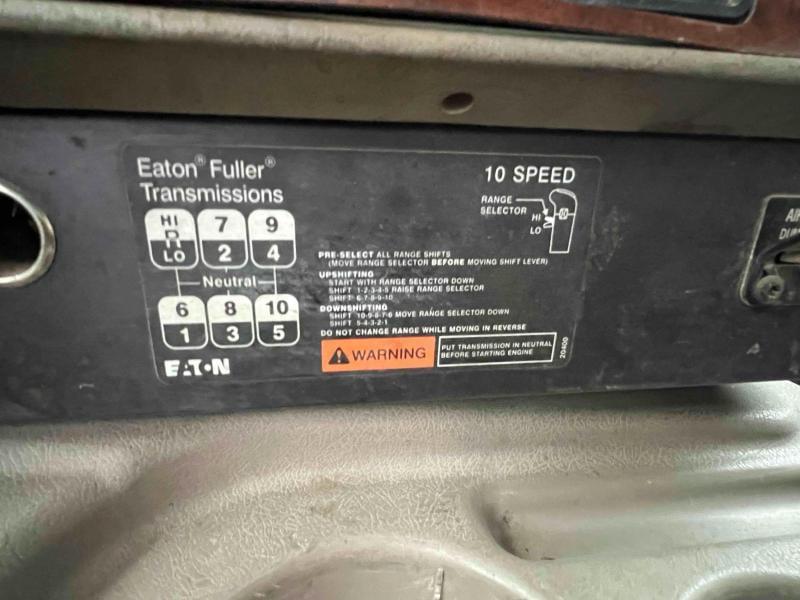 Eaton® Fuller®
Transmissions
10 SPEED
RANGE
SELECTOR
HI
LO
HI 7 9
R
LO 2 4
Neutral
6 8 10
1 3 5
EATON
PRE-SELECT ALL RANGE SHIFTS
(MOVE RANGE SELECTOR BEFORE MOVING SHIFT LEVER)
UPSHIFTING
START WITH RANGE SELECTOR DOWN
SHIFT 1-2-3-4-5 RAISE RANGE SELECTOR
SHIFT 6-7-8-9-10
DOWNSHIFTING
SHIFT 10-9-8-7-6 MOVE RANGE SELECTOR DOWN
SHIFT 5-4-3-2-1
DO NOT CHANGE RANGE WHILE MOVING IN REVERSE
WARNING
PUT TRANSMISSION IN NEUTRAL
BEFORE STARTING ENGINE
20400